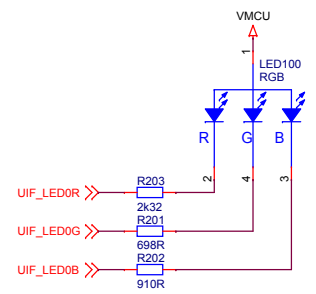 VMCU
1
LED100
RGB
R
G
B
2
4
3
R203
UIF_LED0R
2k32
R201
UIF_LED0G
698R
R202
UIF_LED0B
910R